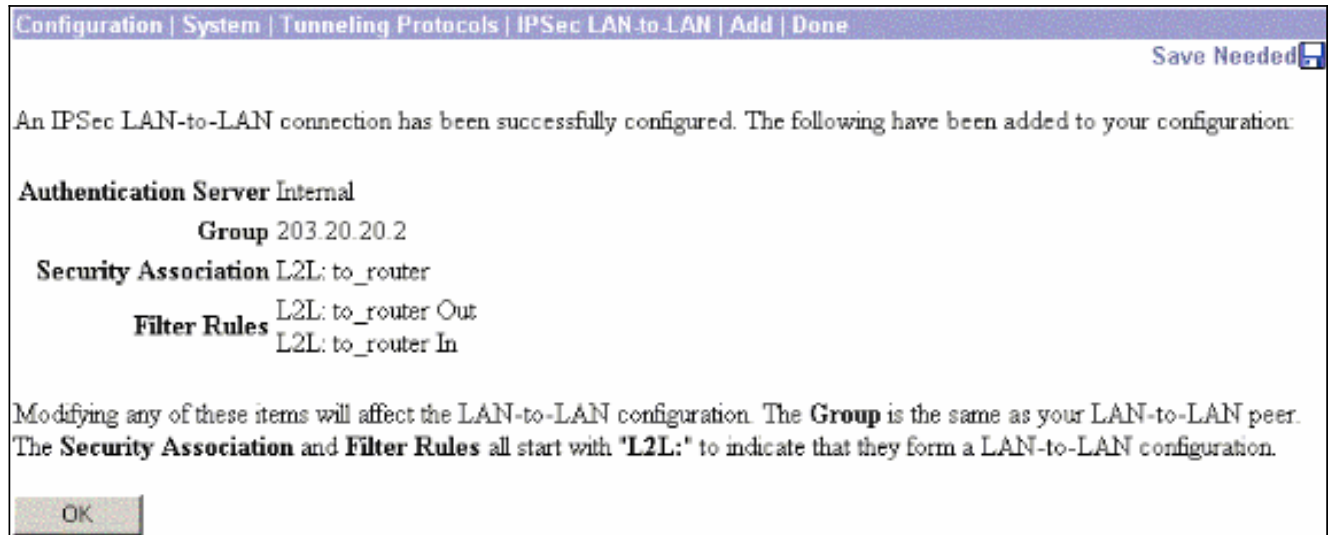 Configuration | System | Tunneling Protocols | IPSec LAN-to-LAN | Add | Done
Save Needed
An IPSec LAN-to-LAN connection has been successfully configured. The following have been added to your configuration:
Authentication Server Internal
Group 203.20.20.2
Security Association L2L: to_router
Filter Rules L2L: to_router Out
L2L: to_router In
Modifying any of these items will affect the LAN-to-LAN configuration. The Group is the same as your LAN-to-LAN peer.
The Security Association and Filter Rules all start with "L2L:" to indicate that they form a LAN-to-LAN configuration.
OK